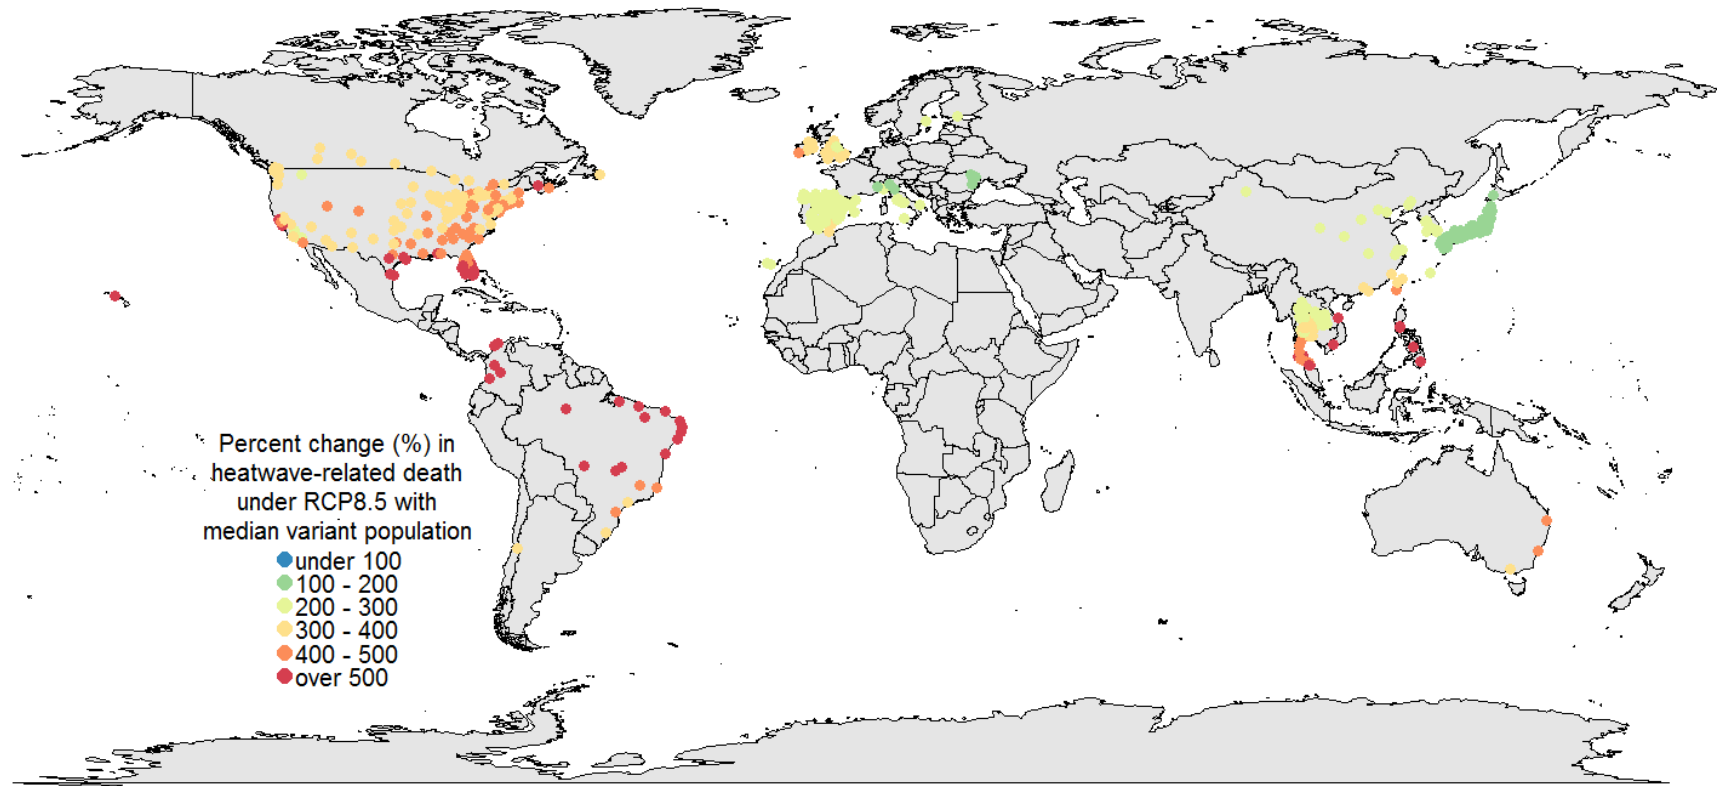 Percent change (%) in
heatwave-related death
under RCP8.5 with
median variant population
under 100
100 - 200
200 - 300
300 - 400
400 - 500
over 500